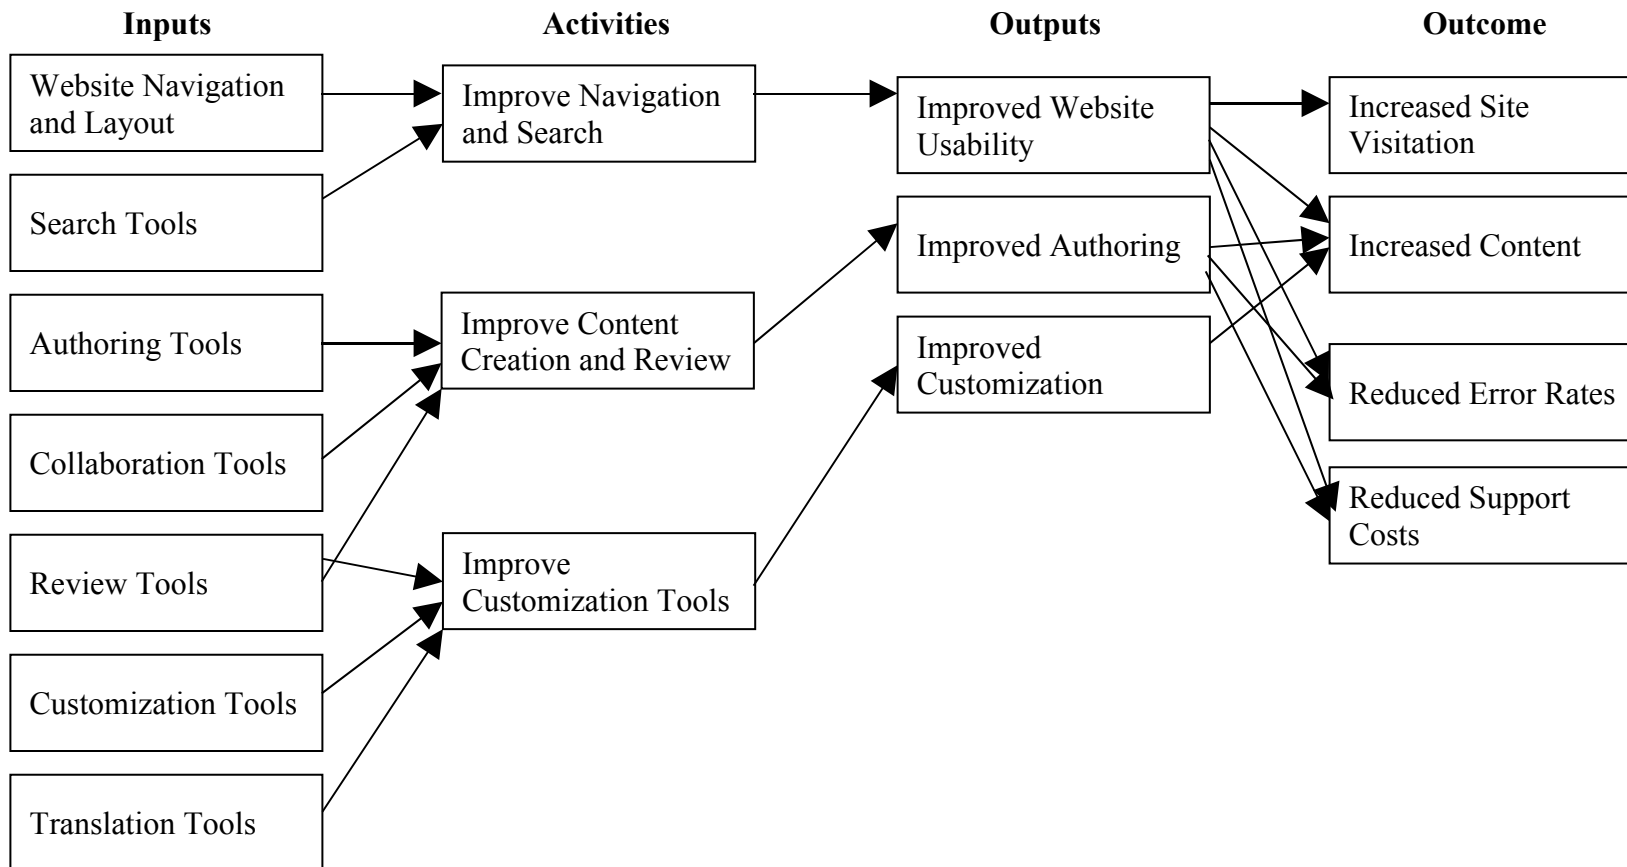 Inputs
Activities
Outputs
Outcome
Website Navigation
and Layout
Search Tools
Authoring Tools
Collaboration Tools
Review Tools
Customization Tools
Translation Tools
Improve Navigation
and Search
Improve Content
Creation and Review
Improve
Customization Tools
Improved Website
Usability
Improved Authoring
Improved
Customization
Increased Site
Visitation
Increased Content
Reduced Error Rates
Reduced Support
Costs